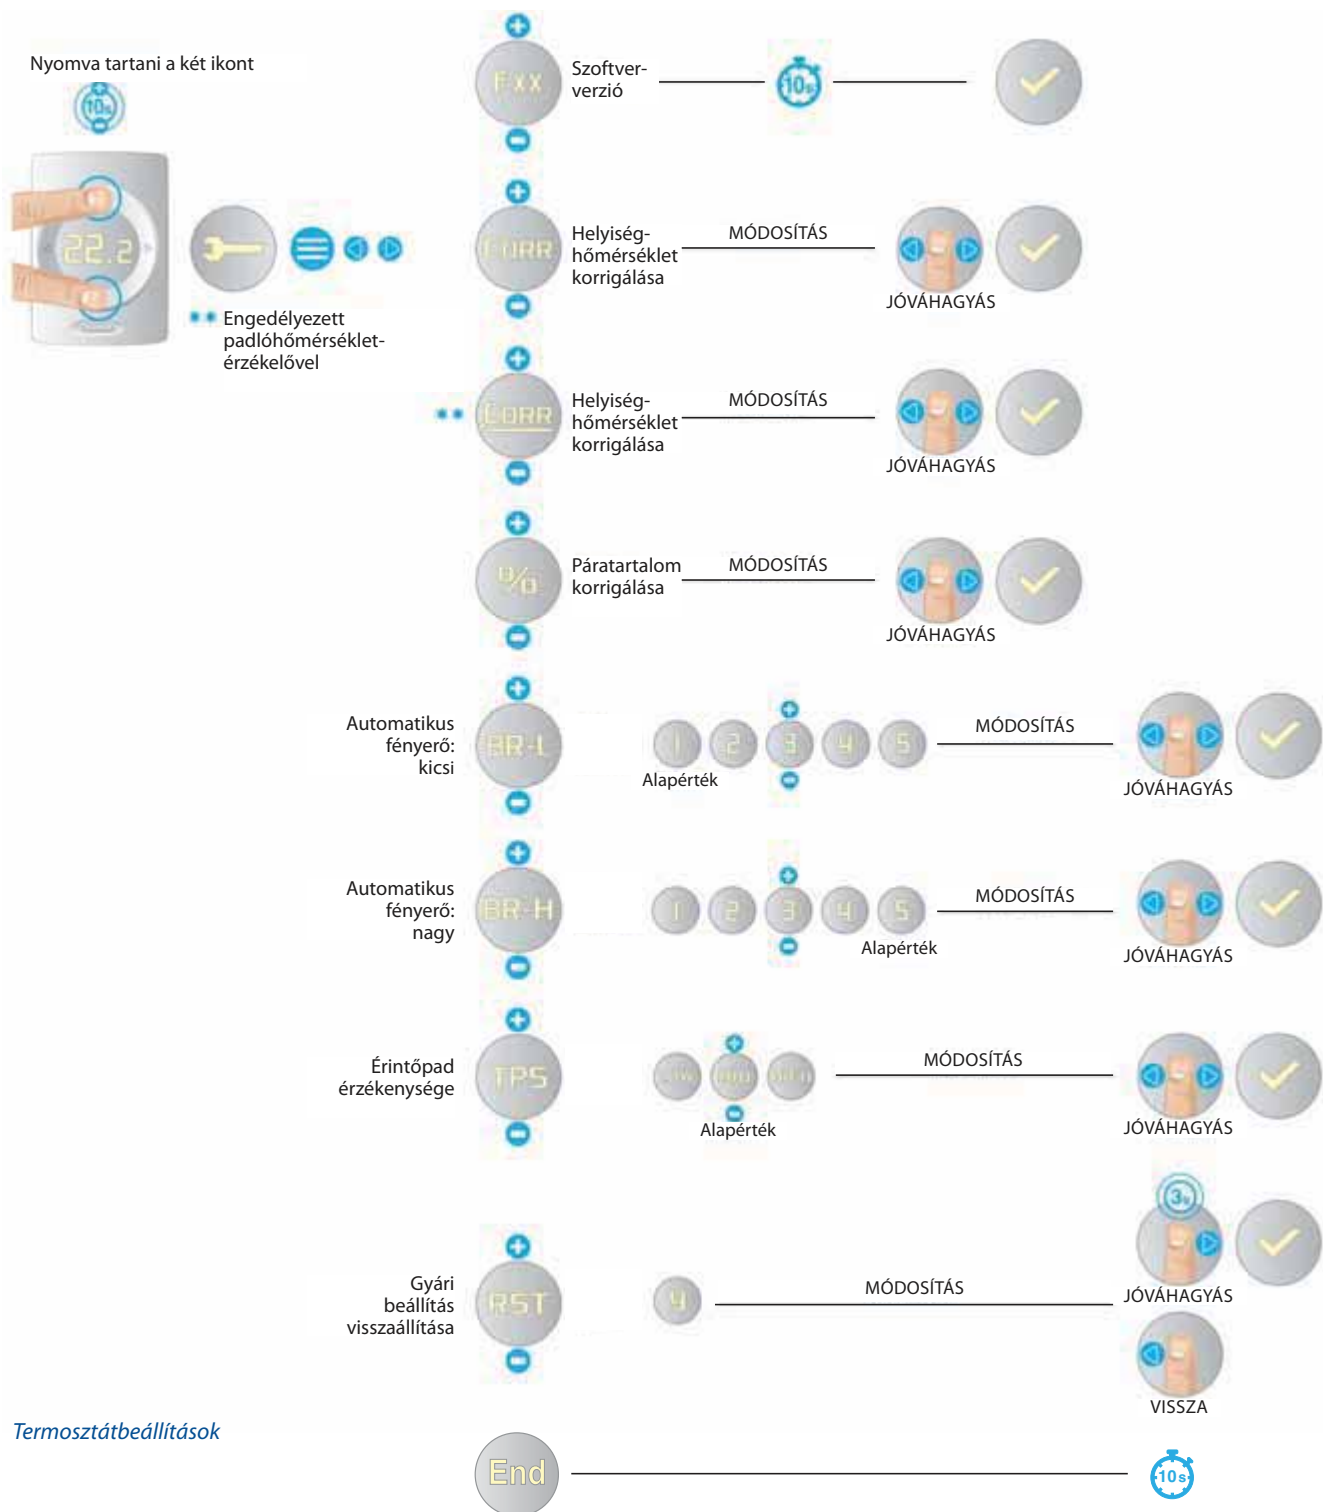 Nyomva tartani a két ikont
10s
22.2
Engedélyezett
padlóhőmérséklet-
érzékelővel
Fxx
Szoftver-
verzió
10s
CORR
Helyiség-
hőmérséklet
korrigálása
MÓDOSÍTÁS
JÓVÁHAGYÁS
CORR
Helyiség-
hőmérséklet
korrigálása
MÓDOSÍTÁS
JÓVÁHAGYÁS
%
Páratartalom
korrigálása
MÓDOSÍTÁS
JÓVÁHAGYÁS
Automatikus
fényerő:
kicsi
BR-L
1 2 3 4 5
Alapérték
MÓDOSÍTÁS
JÓVÁHAGYÁS
Automatikus
fényerő:
nagy
BR-H
1 2 3 4 5
Alapérték
MÓDOSÍTÁS
JÓVÁHAGYÁS
Érintőpad
érzékenysége
TPS
Alapérték
MÓDOSÍTÁS
JÓVÁHAGYÁS
Gyári
beállítás
visszaállítása
RST
y
MÓDOSÍTÁS
3s
JÓVÁHAGYÁS
VISSZA
Termosztátbeállítások
End
10s